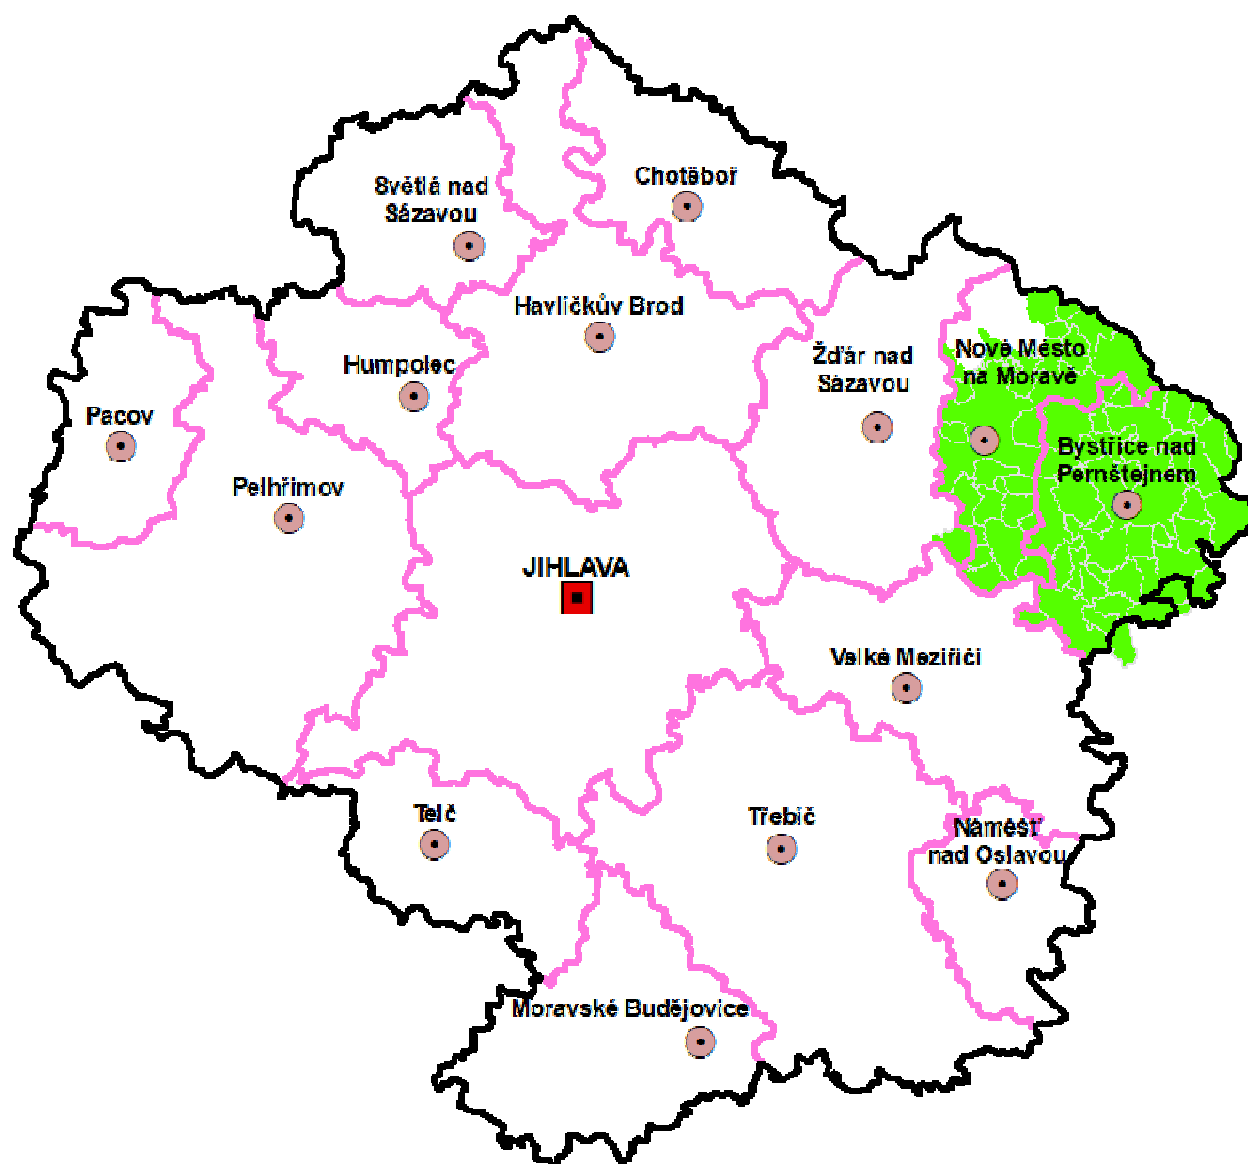 Chotěboř
Světlá nad
Sázavou
Havlíčkův Brod
Žďár nad
Sázavou
Nové Město
na Moravě
Humpolec
Pacov
Bystřice nad
Pernštejnem
Pelhřimov
JIHLAVA
Velké Meziříčí
Telč
Třebíč
Náměšť
nad Oslavou
Moravské Budějovice